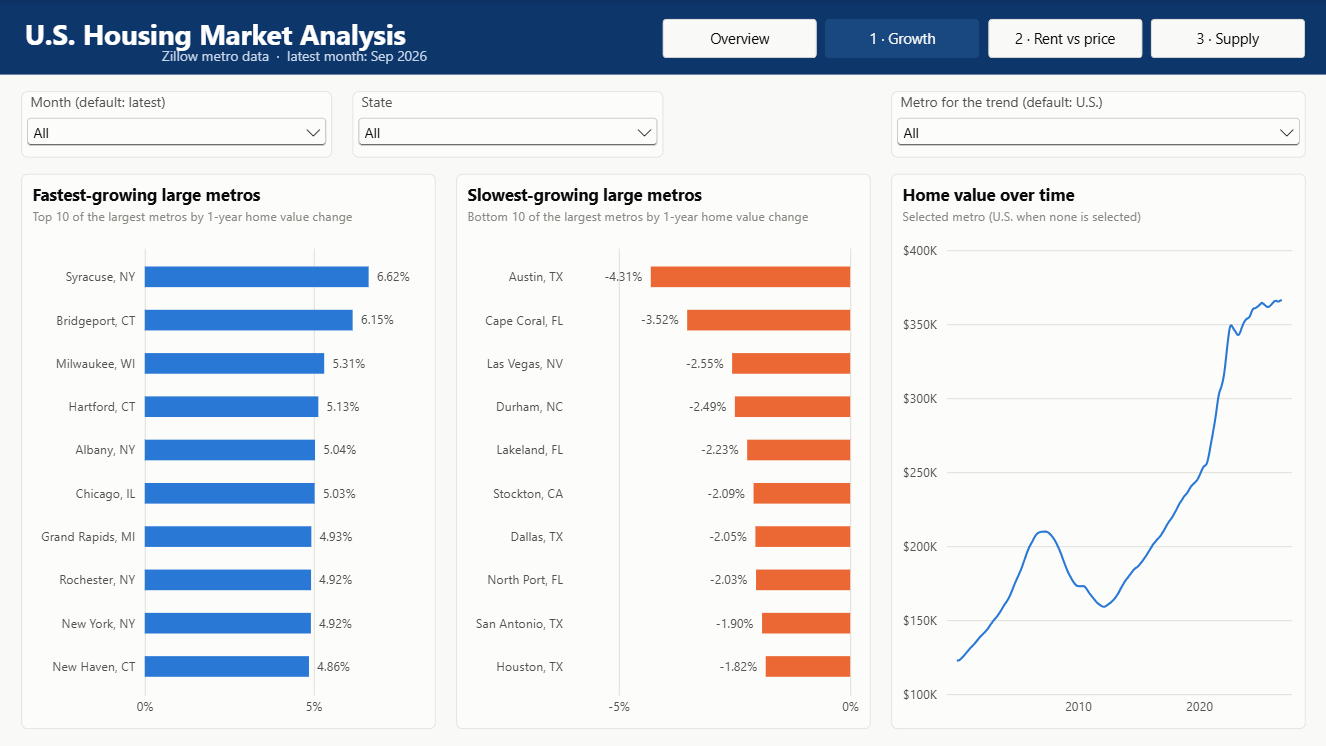 U.S. Housing Market Analysis
Zillow metro data · latest month: Sep 2026
Overview
1 · Growth
2 · Rent vs price
3 · Supply
Month (default: latest)
All
State
All
Metro for the trend (default: U.S.)
All
Fastest-growing large metros
Top 10 of the largest metros by 1-year home value change
Syracuse, NY 6.62%
Bridgeport, CT 6.15%
Milwaukee, WI 5.31%
Hartford, CT 5.13%
Albany, NY 5.04%
Chicago, IL 5.03%
Grand Rapids, MI 4.93%
Rochester, NY 4.92%
New York, NY 4.92%
New Haven, CT 4.86%
0% 5%
Slowest-growing large metros
Bottom 10 of the largest metros by 1-year home value change
Austin, TX -4.31%
Cape Coral, FL -3.52%
Las Vegas, NV -2.55%
Durham, NC -2.49%
Lakeland, FL -2.23%
Stockton, CA -2.09%
Dallas, TX -2.05%
North Port, FL -2.03%
San Antonio, TX -1.90%
Houston, TX -1.82%
-5% 0%
Home value over time
Selected metro (U.S. when none is selected)
$400K
$350K
$300K
$250K
$200K
$150K
$100K
2010 2020